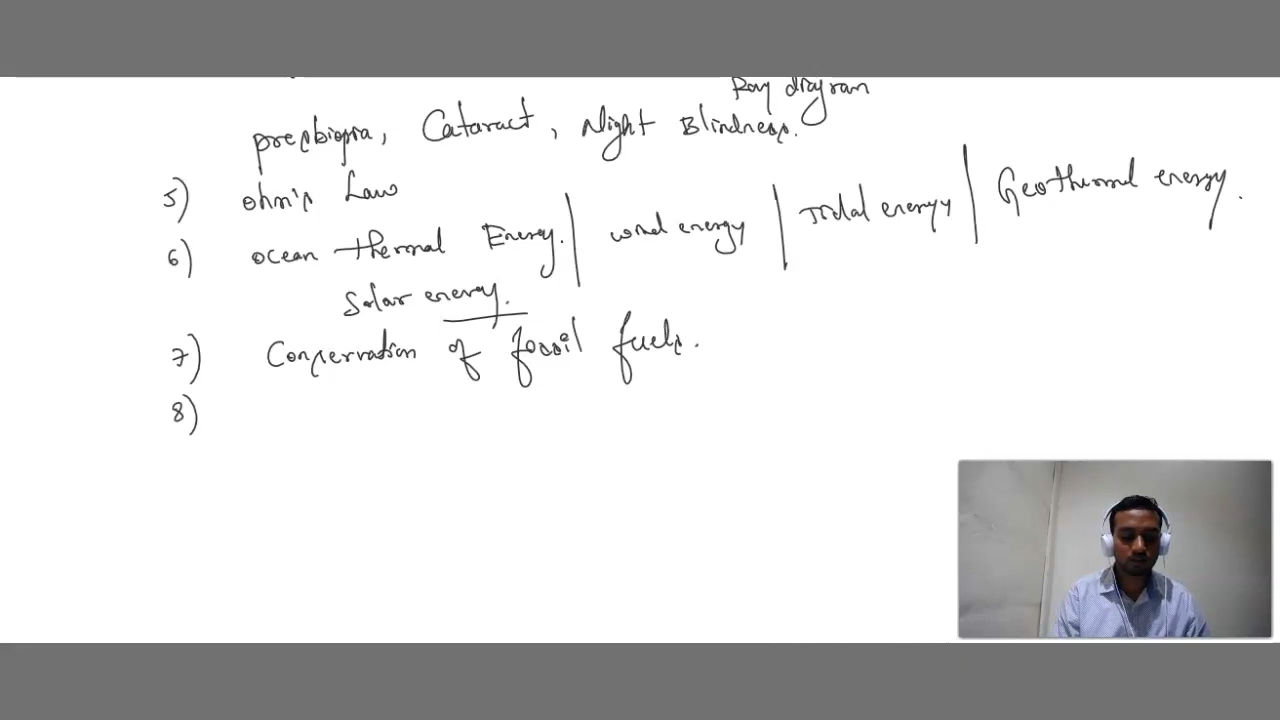 Ray diagram
presbiopia, Cataract, Night Blindness.
5) ohm's Law
6) ocean thermal Energy. | wind energy | Tidal energy | Geothermal energy.
Solar energy.
7) Conservation of fossil fuels.
8)